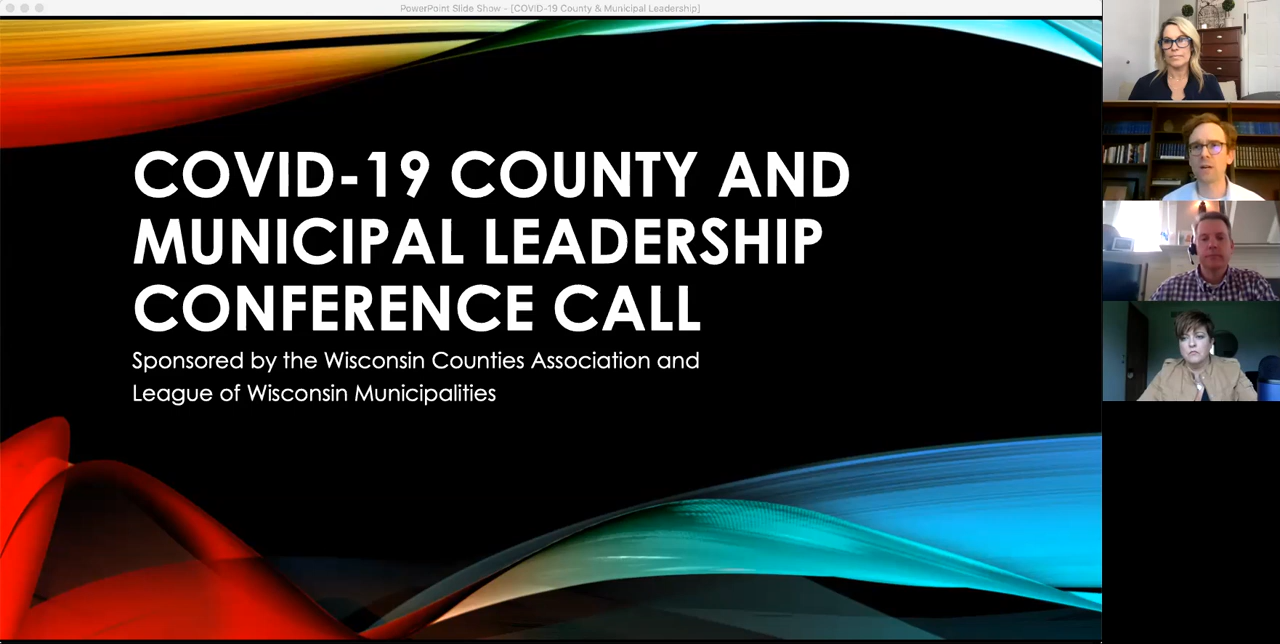 PowerPoint Slide Show - [COVID-19 County & Municipal Leadership]
COVID-19 COUNTY AND
MUNICIPAL LEADERSHIP
CONFERENCE CALL
Sponsored by the Wisconsin Counties Association and
League of Wisconsin Municipalities